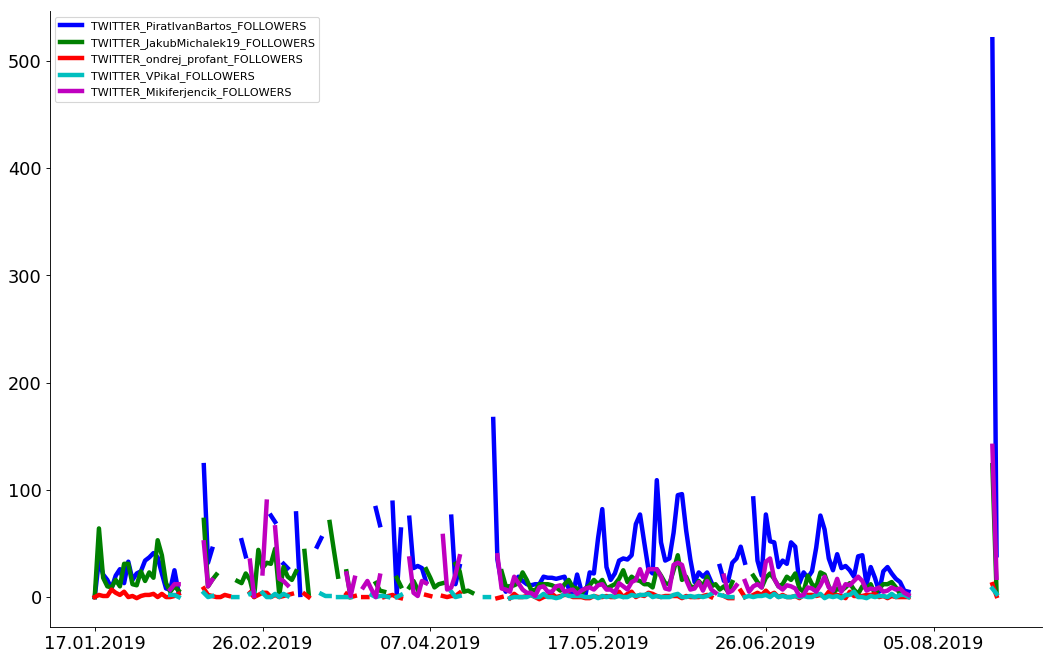 TWITTER_PiratIvanBartos_FOLLOWERS
TWITTER_JakubMichalek19_FOLLOWERS
TWITTER_ondrej_profant_FOLLOWERS
TWITTER_VPikal_FOLLOWERS
TWITTER_Mikiferjencik_FOLLOWERS
500
400
300
200
100
0
17.01.2019 26.02.2019 07.04.2019 17.05.2019 26.06.2019 05.08.2019